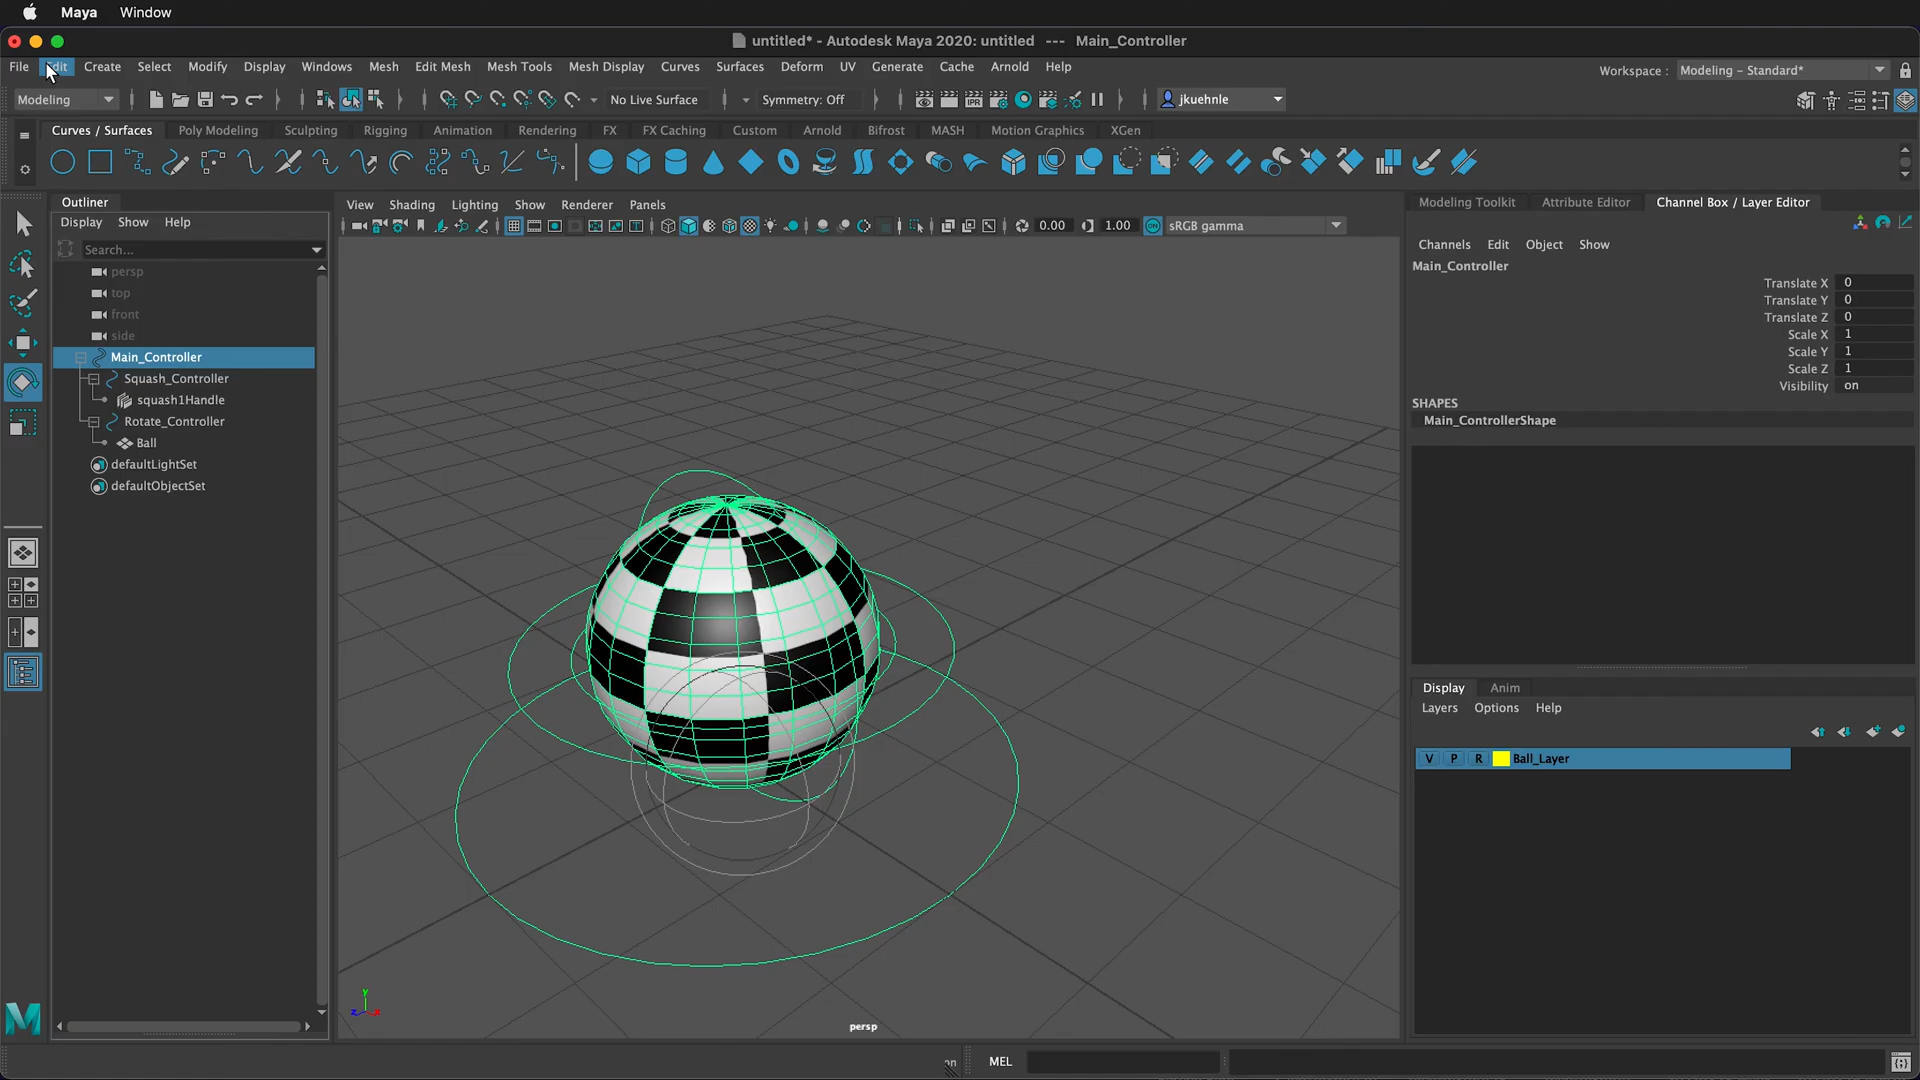 Maya Window
untitled* - Autodesk Maya 2020: untitled --- Main_Controller
File Edit Create Select Modify Display Windows Mesh Edit Mesh Mesh Tools Mesh Display Curves Surfaces Deform UV Generate Cache Arnold Help
Workspace : Modeling - Standard*
Modeling No Live Surface Symmetry: Off IPR jkuehnle
Curves / Surfaces Poly Modeling Sculpting Rigging Animation Rendering FX FX Caching Custom Arnold Bifrost MASH Motion Graphics XGen
Outliner
Display Show Help
Search...
persp
top
front
side
Main_Controller
Squash_Controller
squash1Handle
Rotate_Controller
Ball
defaultLightSet
defaultObjectSet
View Shading Lighting Show Renderer Panels
0.00 1.00 ON sRGB gamma
y
z x
persp
Modeling Toolkit Attribute Editor Channel Box / Layer Editor
Channels Edit Object Show
Main_Controller
Translate X 0
Translate Y 0
Translate Z 0
Scale X 1
Scale Y 1
Scale Z 1
Visibility on
SHAPES
Main_ControllerShape
Display Anim
Layers Options Help
V P R Ball_Layer
M
MEL